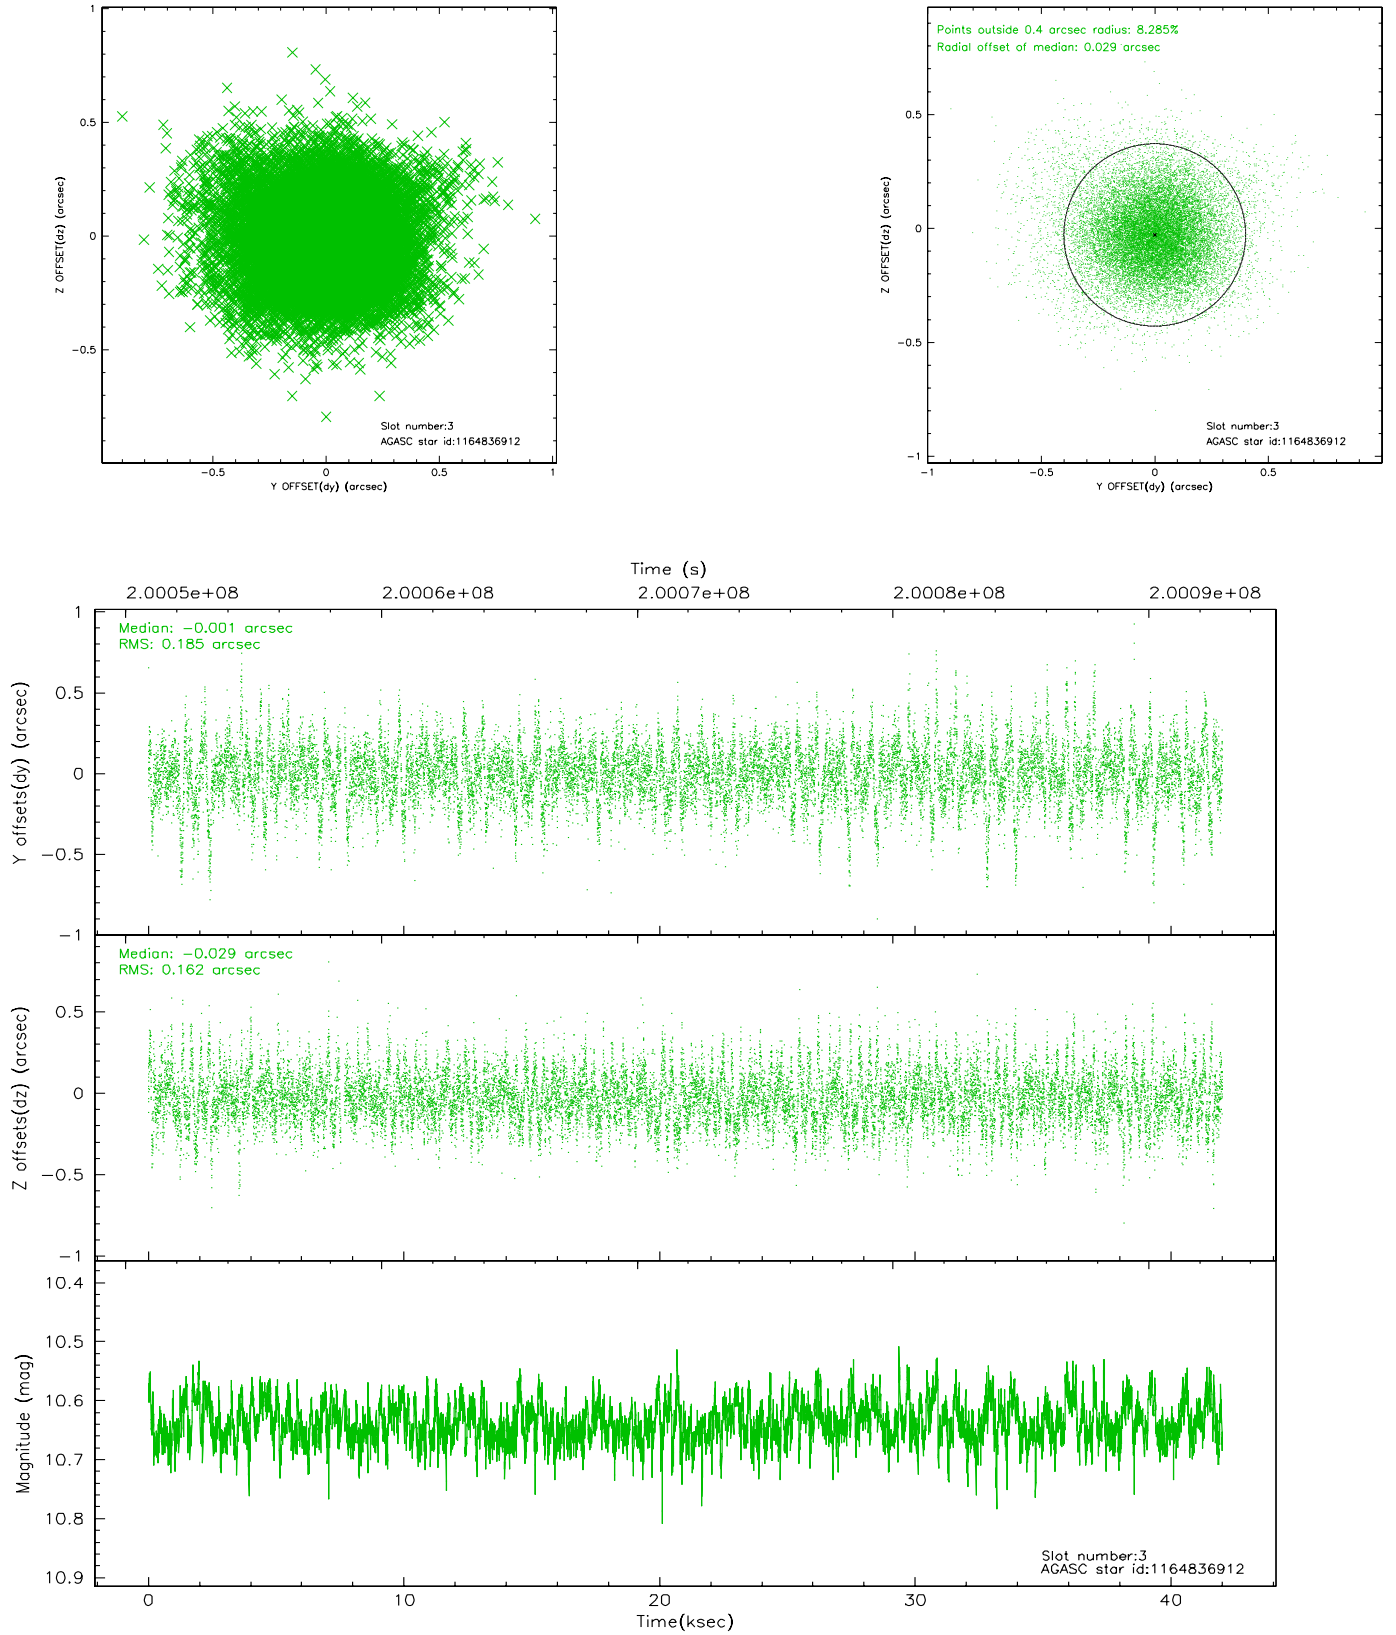 1
0.5
0
−0.5
Z OFFSET(dz) (arcsec)
Slot number:3
AGASC star id:1164836912
−0.5
0
0.5
1
Y OFFSET(dy) (arcsec)
Points outside 0.4 arcsec radius: 8.285%
Radial offset of median: 0.029 arcsec
0.5
0
−0.5
−1
Z OFFSET(dz) (arcsec)
Slot number:3
AGASC star id:1164836912
−1
−0.5
0
0.5
Y OFFSET(dy) (arcsec)
Time (s)
2.0005e+08
2.0006e+08
2.0007e+08
2.0008e+08
2.0009e+08
Median: −0.001 arcsec
RMS: 0.185 arcsec
1
0.5
0
−0.5
−1
Y offsets(dy) (arcsec)
Median: −0.029 arcsec
RMS: 0.162 arcsec
0.5
0
−0.5
−1
Z offsets(dz) (arcsec)
10.4
10.5
10.6
10.7
10.8
10.9
Magnitude (mag)
Slot number:3
AGASC star id:1164836912
0
10
20
30
40
Time(ksec)